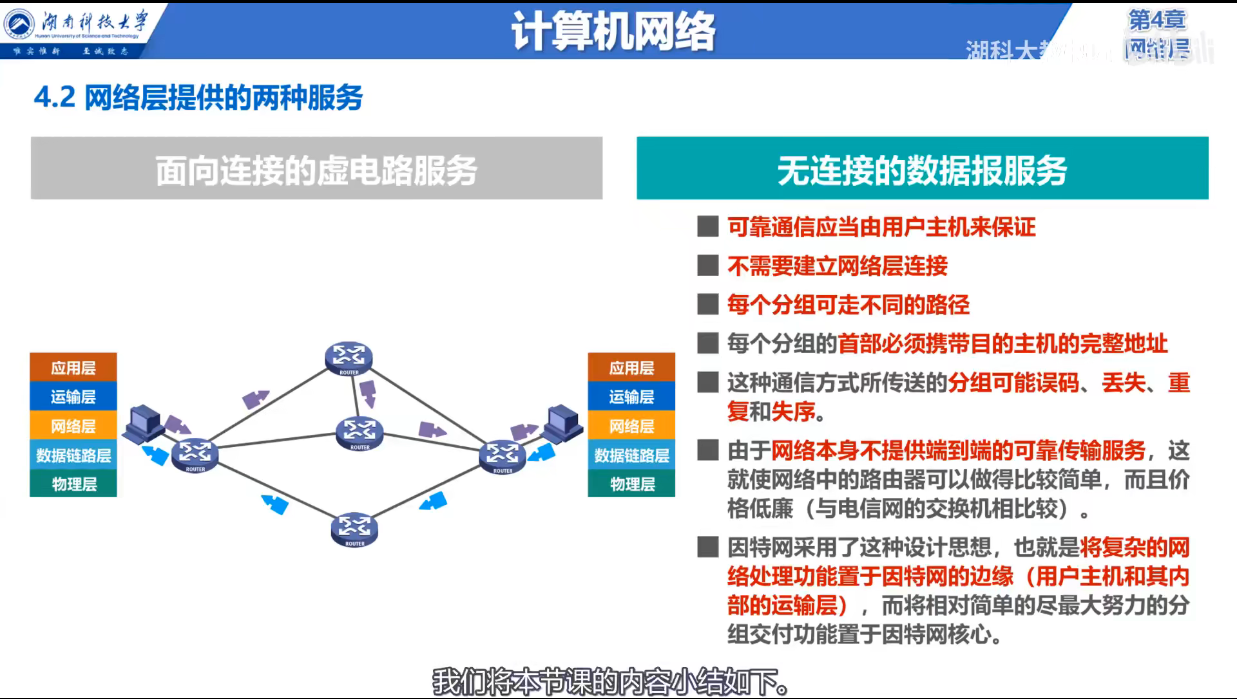 湖南科技大学
Hunan University of Science and Technology
唯实惟新 至诚致志
计算机网络
第4章
网络层
湖科大教
4.2 网络层提供的两种服务
面向连接的虚电路服务
无连接的数据报服务
可靠通信应当由用户主机来保证
不需要建立网络层连接
每个分组可走不同的路径
每个分组的首部必须携带目的主机的完整地址
这种通信方式所传送的分组可能误码、丢失、重
复和失序。
由于网络本身不提供端到端的可靠传输服务，这
就使网络中的路由器可以做得比较简单，而且价
格低廉（与电信网的交换机相比较）。
因特网采用了这种设计思想，也就是将复杂的网
络处理功能置于因特网的边缘（用户主机和其内
部的运输层），而将相对简单的尽最大努力的分
组交付功能置于因特网核心。
应用层
运输层
网络层
数据链路层
物理层
ROUTER
ROUTER
ROUTER
ROUTER
ROUTER
应用层
运输层
网络层
数据链路层
物理层
我们将本节课的内容小结如下。